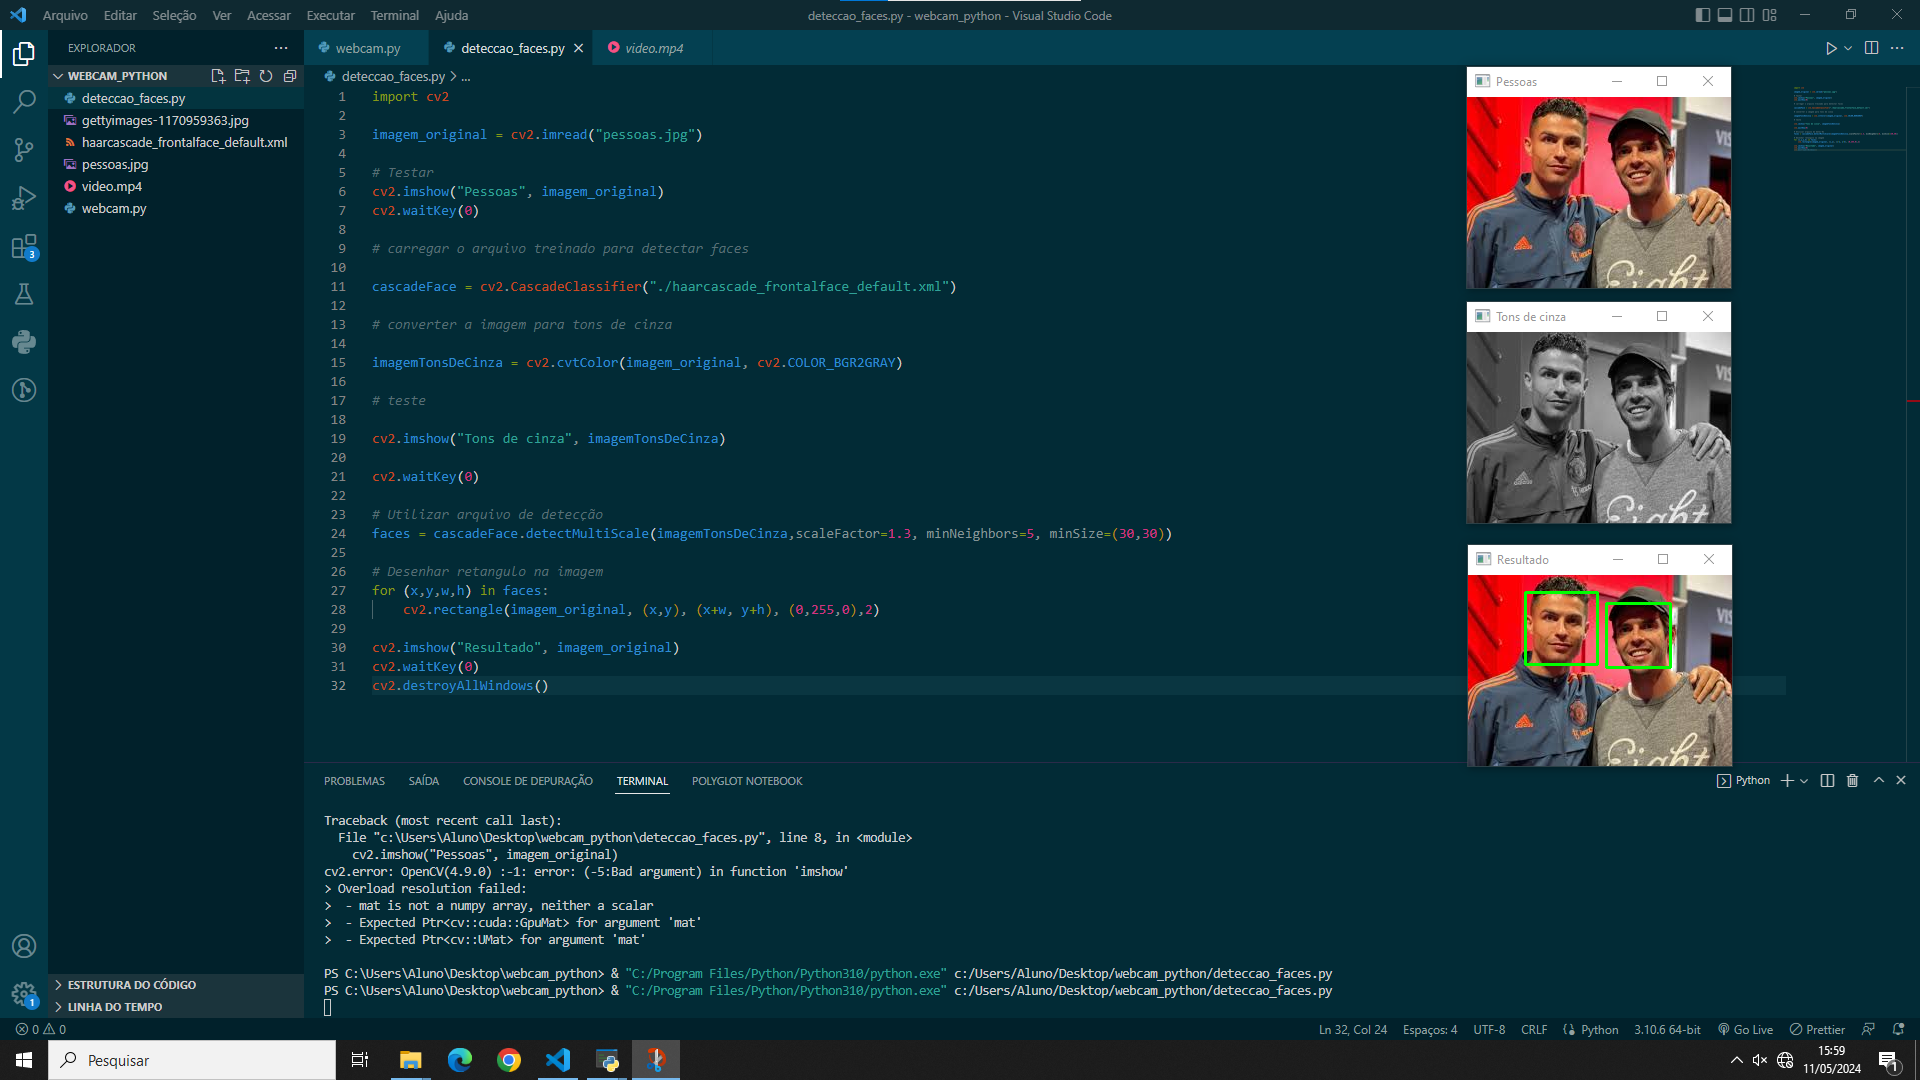 Arquivo Editar Seleção Ver Acessar Executar Terminal Ajuda
deteccao_faces.py - webcam_python - Visual Studio Code
EXPLORADOR
WEBCAM_PYTHON
deteccao_faces.py
gettyimages-1170959363.jpg
haarcascade_frontalface_default.xml
pessoas.jpg
video.mp4
webcam.py
ESTRUTURA DO CÓDIGO
LINHA DO TEMPO
3
1
webcam.py deteccao_faces.py video.mp4
deteccao_faces.py > ...
1 import cv2
2
3 imagem_original = cv2.imread("pessoas.jpg")
4
5 # Testar
6 cv2.imshow("Pessoas", imagem_original)
7 cv2.waitKey(0)
8
9 # carregar o arquivo treinado para detectar faces
10
11 cascadeFace = cv2.CascadeClassifier("./haarcascade_frontalface_default.xml")
12
13 # converter a imagem para tons de cinza
14
15 imagemTonsDeCinza = cv2.cvtColor(imagem_original, cv2.COLOR_BGR2GRAY)
16
17 # teste
18
19 cv2.imshow("Tons de cinza", imagemTonsDeCinza)
20
21 cv2.waitKey(0)
22
23 # Utilizar arquivo de detecção
24 faces = cascadeFace.detectMultiScale(imagemTonsDeCinza,scaleFactor=1.3, minNeighbors=5, minSize=(30,30))
25
26 # Desenhar retangulo na imagem
27 for (x,y,w,h) in faces:
28 cv2.rectangle(imagem_original, (x,y), (x+w, y+h), (0,255,0),2)
29
30 cv2.imshow("Resultado", imagem_original)
31 cv2.waitKey(0)
32 cv2.destroyAllWindows()
Pessoas
VIS
Eight
Tons de cinza
VIS
Eight
Resultado
VIS
Eight
PROBLEMAS SAÍDA CONSOLE DE DEPURAÇÃO TERMINAL POLYGLOT NOTEBOOK
Python
Traceback (most recent call last):
File "c:\Users\Aluno\Desktop\webcam_python\deteccao_faces.py", line 8, in <module>
cv2.imshow("Pessoas", imagem_original)
cv2.error: OpenCV(4.9.0) :-1: error: (-5:Bad argument) in function 'imshow'
> Overload resolution failed:
> - mat is not a numpy array, neither a scalar
> - Expected Ptr<cv::cuda::GpuMat> for argument 'mat'
> - Expected Ptr<cv::UMat> for argument 'mat'
PS C:\Users\Aluno\Desktop\webcam_python> & "C:/Program Files/Python/Python310/python.exe" c:/Users/Aluno/Desktop/webcam_python/deteccao_faces.py
PS C:\Users\Aluno\Desktop\webcam_python> & "C:/Program Files/Python/Python310/python.exe" c:/Users/Aluno/Desktop/webcam_python/deteccao_faces.py
0 0
Ln 32, Col 24 Espaços: 4 UTF-8 CRLF Python 3.10.6 64-bit Go Live Prettier
Pesquisar
15:59
11/05/2024
1